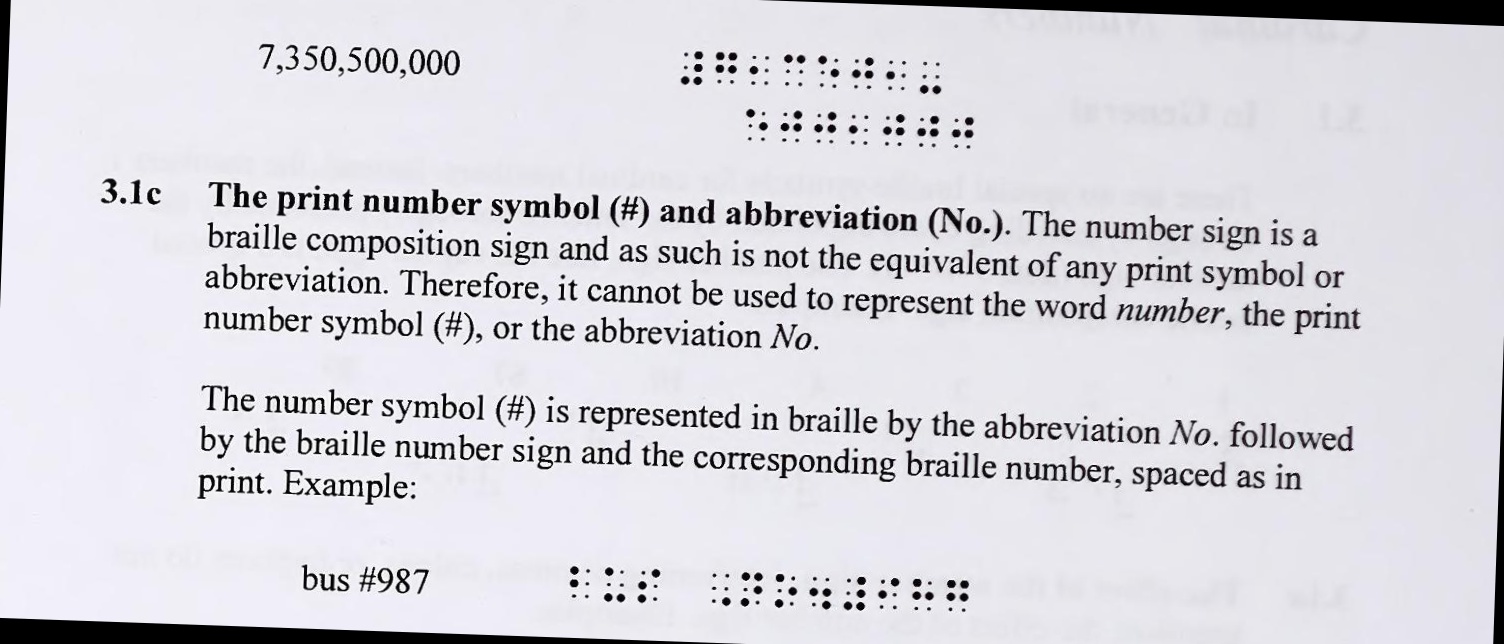 7,350,500,000 ⠼⠛⠂⠉⠑⠚⠂⠤
⠑⠚⠚⠂⠚⠚⠚
3.1c The print number symbol (#) and abbreviation (No.). The number sign is a
braille composition sign and as such is not the equivalent of any print symbol or
abbreviation. Therefore, it cannot be used to represent the word number, the print
number symbol (#), or the abbreviation No.
The number symbol (#) is represented in braille by the abbreviation No. followed
by the braille number sign and the corresponding braille number, spaced as in
print. Example:
bus #987 ⠃⠥⠎ ⠠⠝⠕⠲⠼⠊⠓⠛